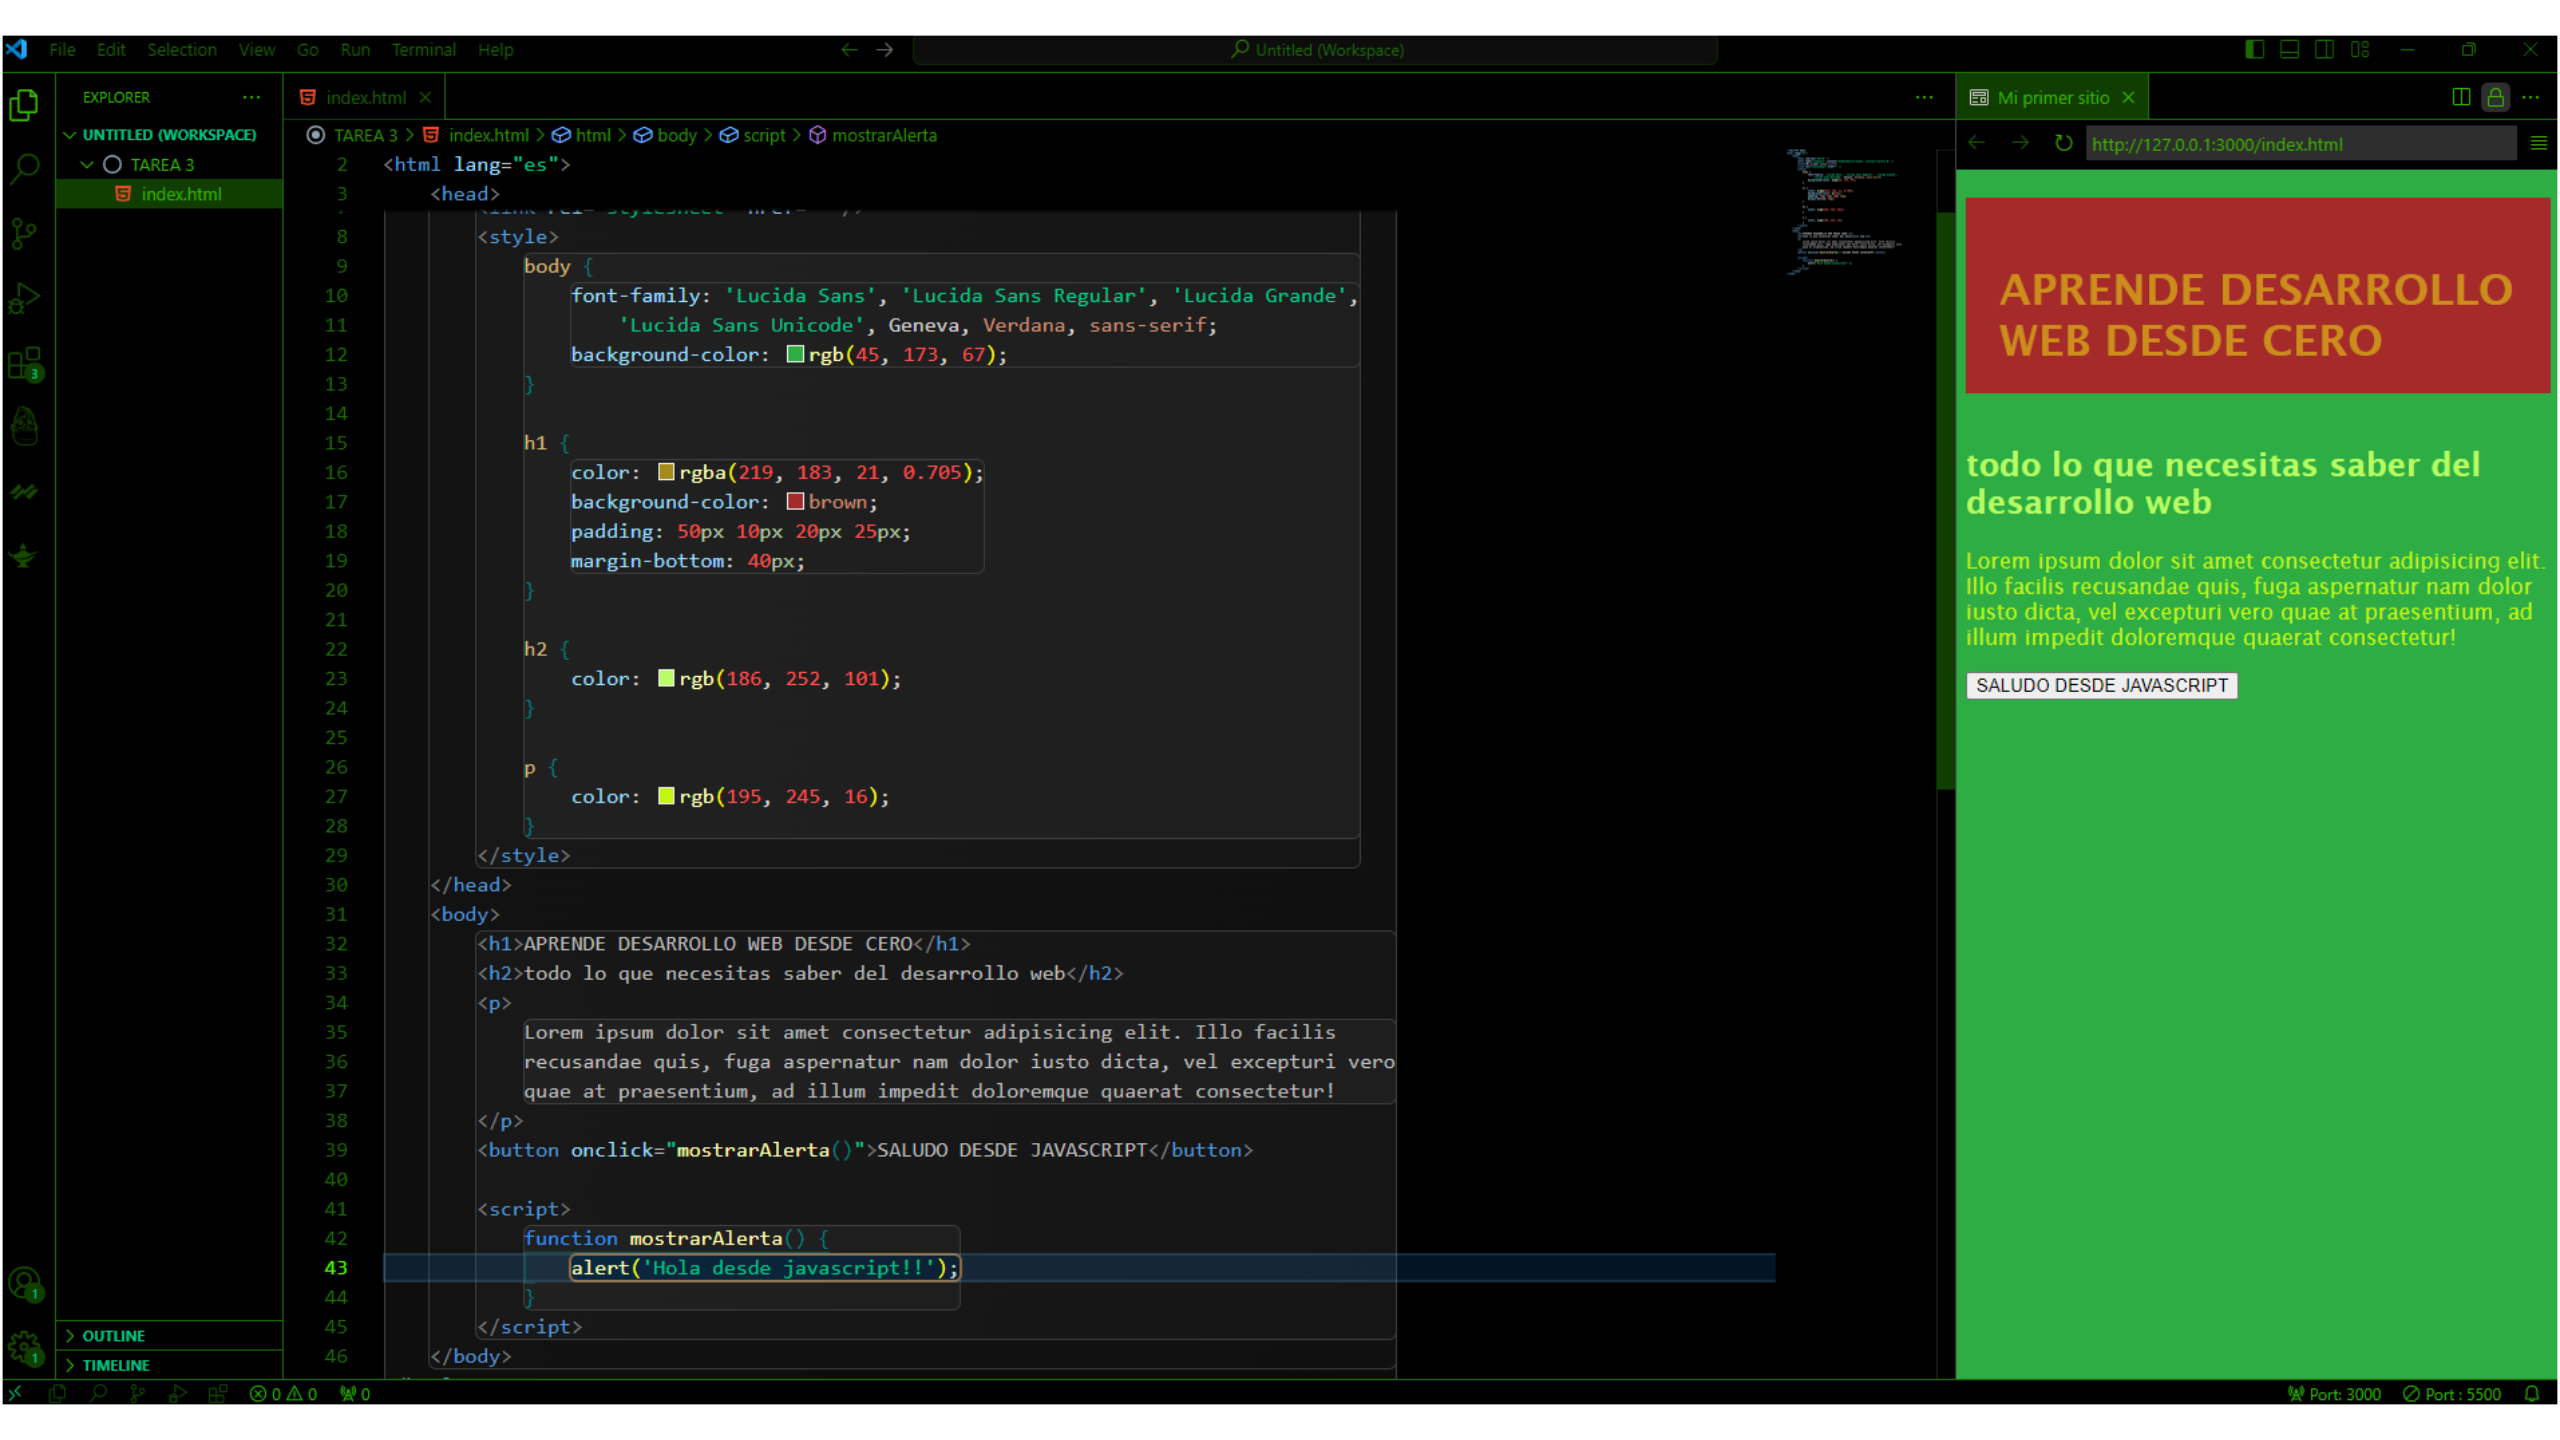 File Edit Selection View Go Run Terminal Help
Untitled (Workspace)
EXPLORER
UNTITLED (WORKSPACE)
TAREA 3
index.html
OUTLINE
TIMELINE
index.html
TAREA 3 > index.html > html > body > script > mostrarAlerta
2 <html lang="es">
3 <head>
8 <style>
9 body {
10 font-family: 'Lucida Sans', 'Lucida Sans Regular', 'Lucida Grande',
11 'Lucida Sans Unicode', Geneva, Verdana, sans-serif;
12 background-color: rgb(45, 173, 67);
13 }
14
15 h1 {
16 color: rgba(219, 183, 21, 0.705);
17 background-color: brown;
18 padding: 50px 10px 20px 25px;
19 margin-bottom: 40px;
20 }
21
22 h2 {
23 color: rgb(186, 252, 101);
24 }
25
26 p {
27 color: rgb(195, 245, 16);
28 }
29 </style>
30 </head>
31 <body>
32 <h1>APRENDE DESARROLLO WEB DESDE CERO</h1>
33 <h2>todo lo que necesitas saber del desarrollo web</h2>
34 <p>
35 Lorem ipsum dolor sit amet consectetur adipisicing elit. Illo facilis
36 recusandae quis, fuga aspernatur nam dolor iusto dicta, vel excepturi vero
37 quae at praesentium, ad illum impedit doloremque quaerat consectetur!
38 </p>
39 <button onclick="mostrarAlerta()">SALUDO DESDE JAVASCRIPT</button>
40
41 <script>
42 function mostrarAlerta() {
43 alert('Hola desde javascript!!');
44 }
45 </script>
46 </body>
Mi primer sitio
http://127.0.0.1:3000/index.html
APRENDE DESARROLLO
WEB DESDE CERO
todo lo que necesitas saber del
desarrollo web
Lorem ipsum dolor sit amet consectetur adipisicing elit.
Illo facilis recusandae quis, fuga aspernatur nam dolor
iusto dicta, vel excepturi vero quae at praesentium, ad
illum impedit doloremque quaerat consectetur!
SALUDO DESDE JAVASCRIPT
3
1
1
0 0 0
Port: 3000 Port : 5500